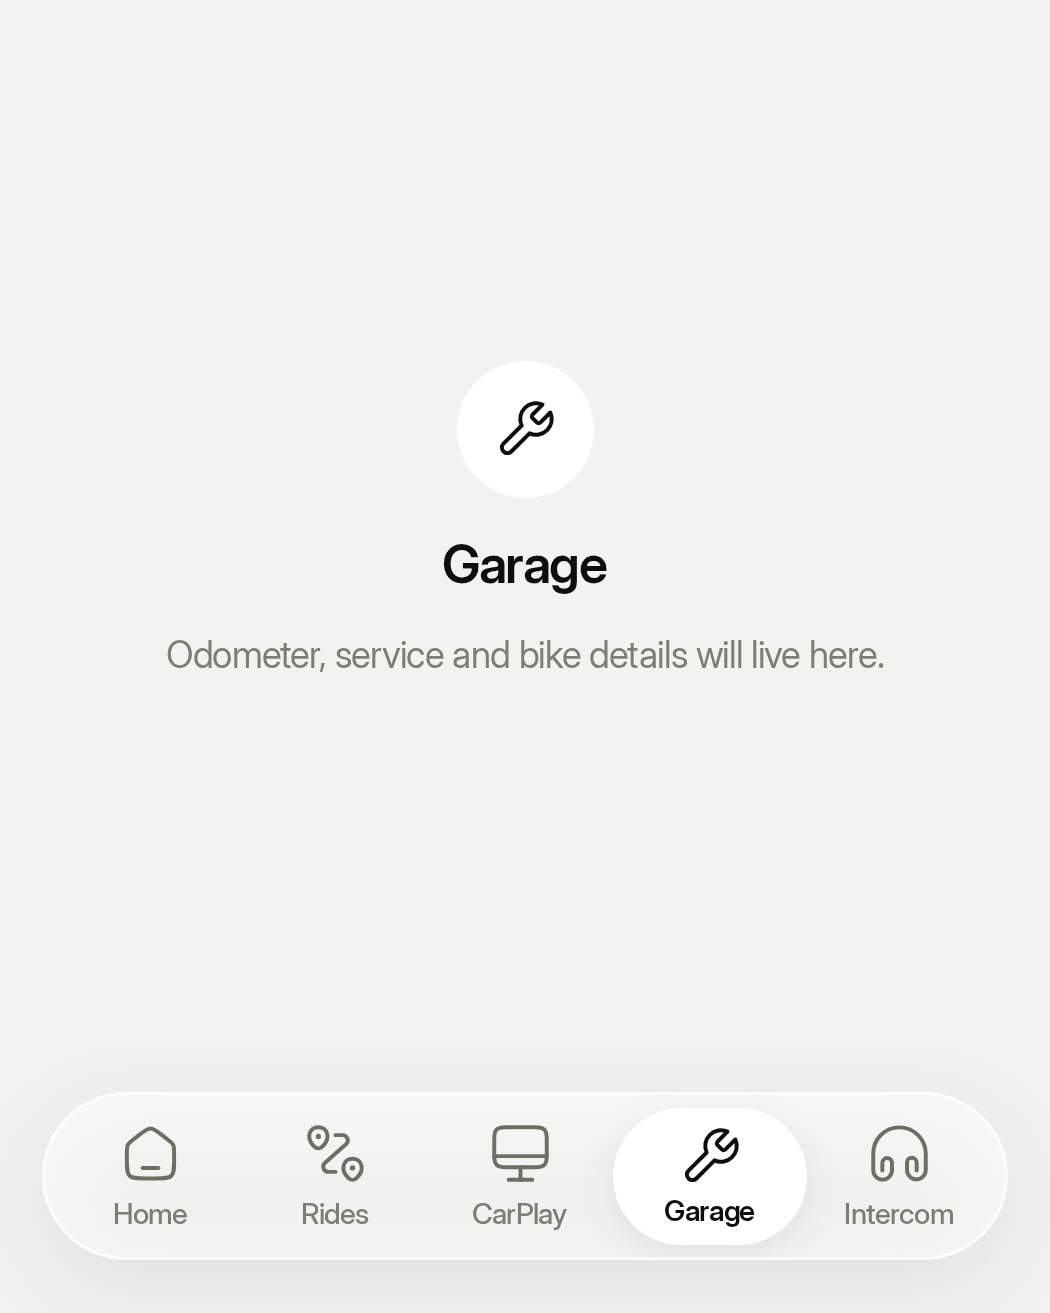 Garage
Odometer, service and bike details will live here.
Home
Rides
CarPlay
Garage
Intercom